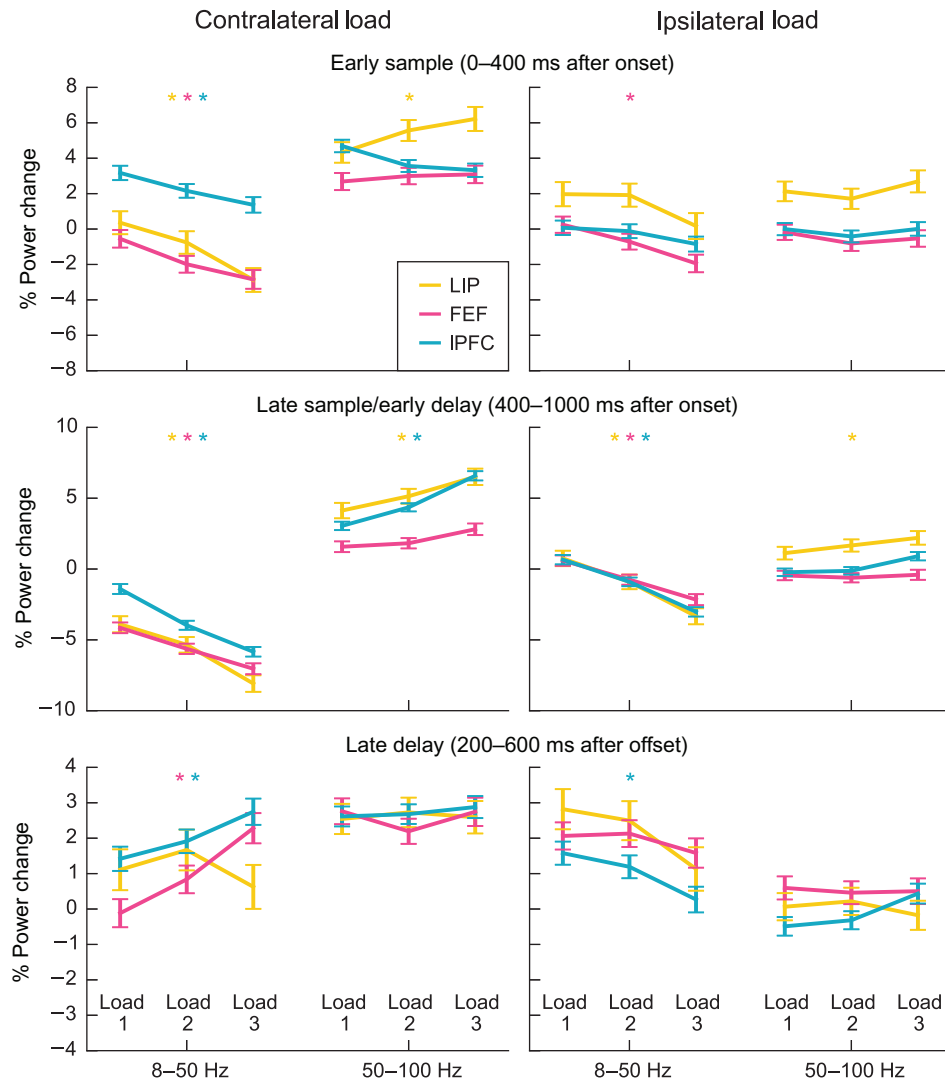 Contralateral load
Ipsilateral load
Early sample (0–400 ms after onset)
% Power change
8
6
4
2
0
−2
−4
−6
−8
* * *
*
*
LIP
FEF
lPFC
Late sample/early delay (400–1000 ms after onset)
% Power change
10
5
0
−5
−10
* * *
* *
* * *
*
Late delay (200–600 ms after offset)
% Power change
4
3
2
1
0
−1
−2
−3
−4
* *
*
Load Load Load Load Load Load Load Load Load Load Load Load
1 2 3 1 2 3 1 2 3 1 2 3
8–50 Hz 50–100 Hz 8–50 Hz 50–100 Hz